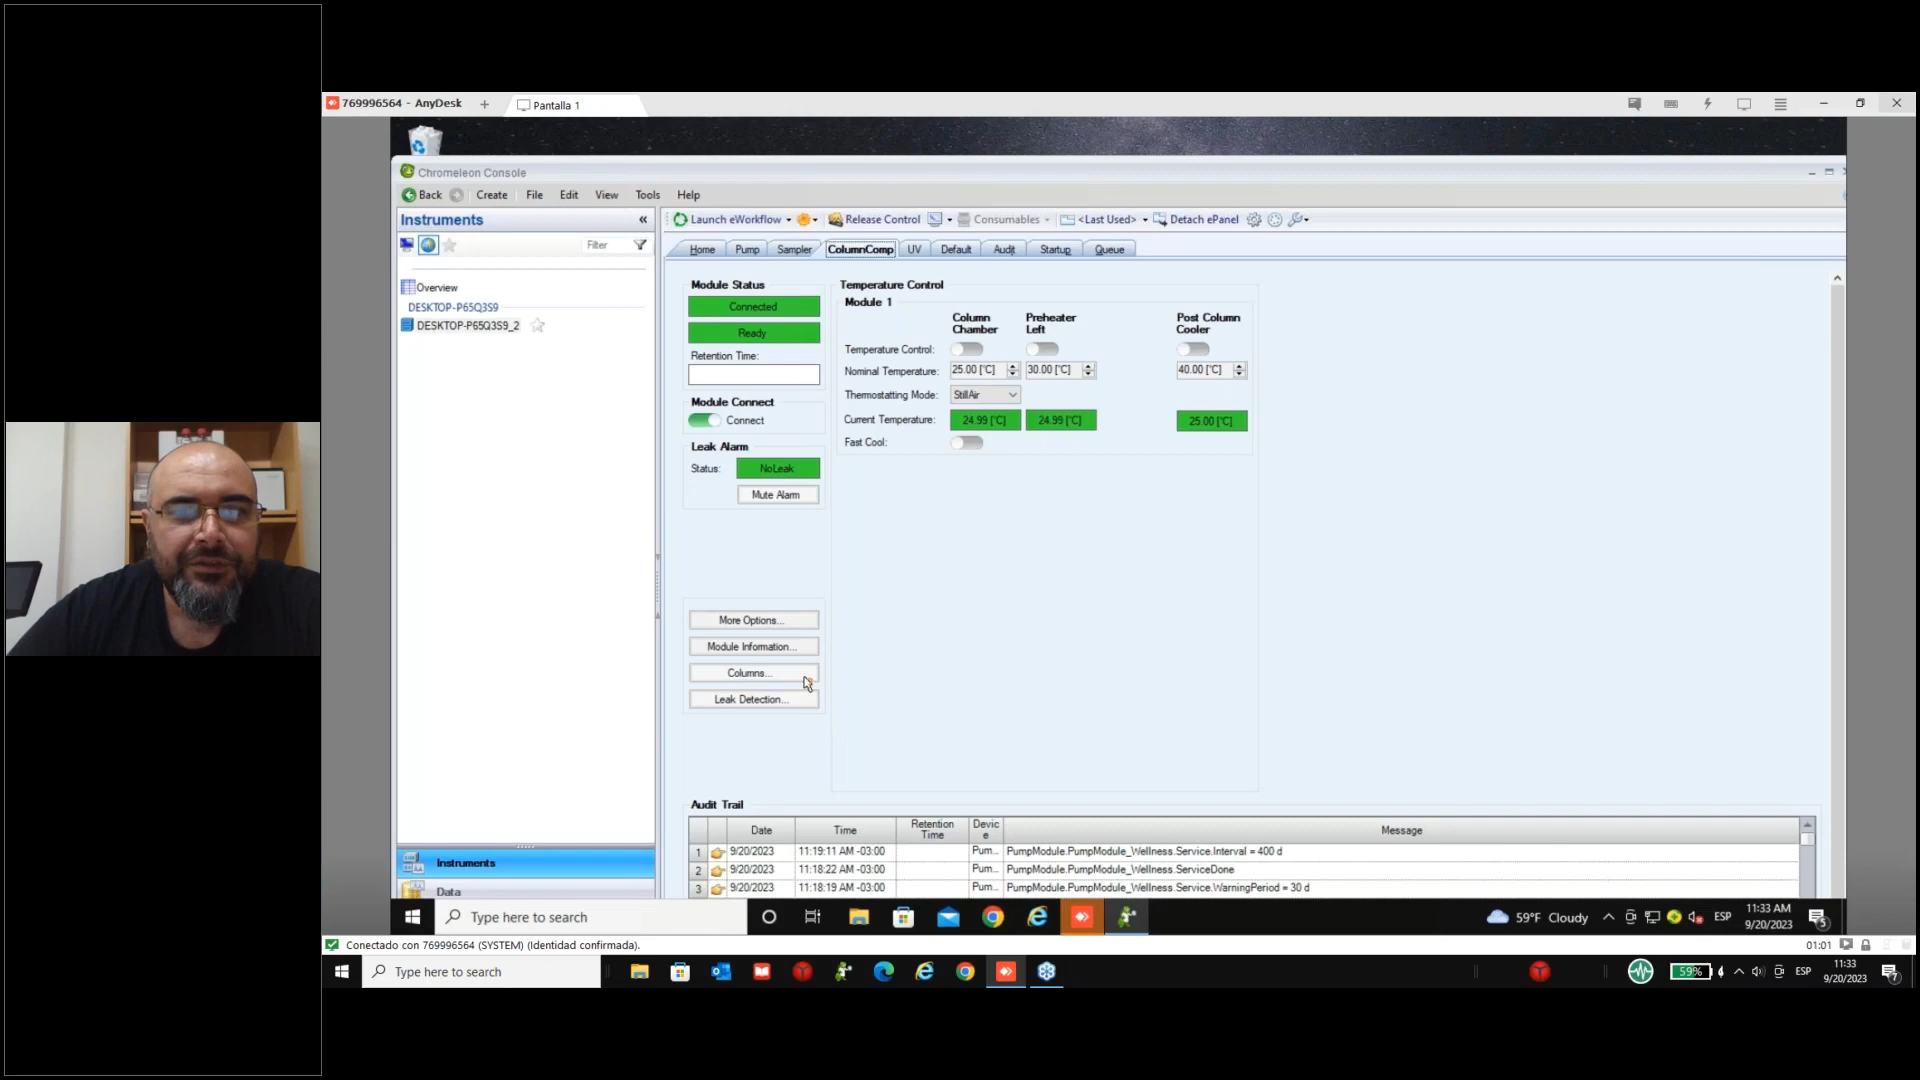 769996564 - AnyDesk
Pantalla 1
Chromeleon Console
Back Create File Edit View Tools Help
Instruments
Launch eWorkflow Release Control Consumables <Last Used> Detach ePanel
Filter
Home Pump Sampler ColumnComp UV Default Audit Startup Queue
Overview
DESKTOP-P65Q3S9
DESKTOP-P65Q3S9_2
Module Status
Connected
Ready
Retention Time:
Module Connect
Connect
Leak Alarm
Status: NoLeak
Mute Alarm
More Options...
Module Information...
Columns...
Leak Detection...
Temperature Control
Module 1
Column Chamber
Preheater Left
Post Column Cooler
Temperature Control:
Nominal Temperature: 25.00 [°C] 30.00 [°C] 40.00 [°C]
Thermostatting Mode: StillAir
Current Temperature: 24.99 [°C] 24.99 [°C] 25.00 [°C]
Fast Cool:
Audit Trail
Date Time Retention Time Device Message
1 9/20/2023 11:19:11 AM -03:00 Pum... PumpModule.PumpModule_Wellness.Service.Interval = 400 d
2 9/20/2023 11:18:22 AM -03:00 Pum... PumpModule.PumpModule_Wellness.ServiceDone
3 9/20/2023 11:18:19 AM -03:00 Pum... PumpModule.PumpModule_Wellness.Service.WarningPeriod = 30 d
Instruments
Data
Type here to search
59°F Cloudy ESP
11:33 AM
9/20/2023
5
Conectado con 769996564 (SYSTEM) (Identidad confirmada).
01:01
Type here to search
59% ESP
11:33
9/20/2023
7